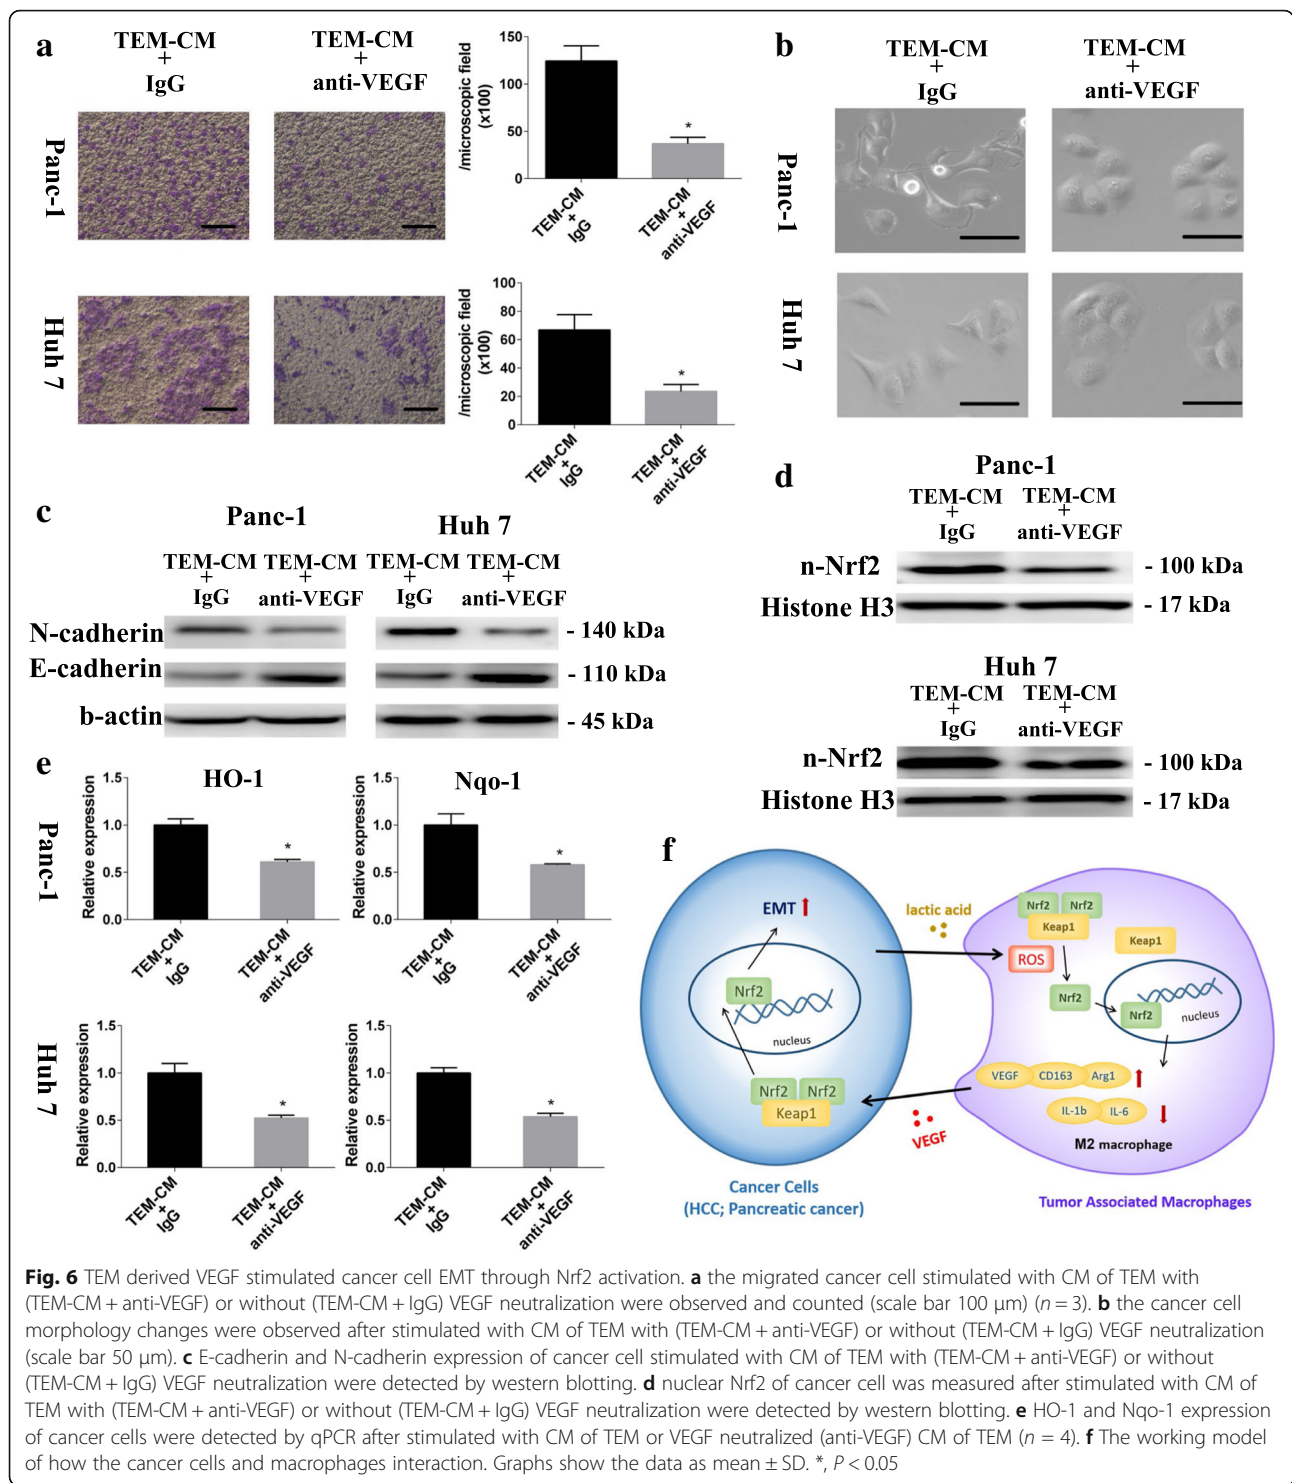 a
TEM-CM
+
IgG
TEM-CM
+
anti-VEGF
Panc-1
Huh 7
/microscopic field
(x100)
150
100
50
0
*
TEM-CM
+
IgG
TEM-CM
+
anti-VEGF
/microscopic field
(x100)
100
80
60
40
20
0
*
TEM-CM
+
IgG
TEM-CM
+
anti-VEGF
b
TEM-CM
+
IgG
TEM-CM
+
anti-VEGF
Panc-1
Huh 7
c
Panc-1
Huh 7
TEM-CM
+
IgG
TEM-CM
+
anti-VEGF
TEM-CM
+
IgG
TEM-CM
+
anti-VEGF
N-cadherin
- 140 kDa
E-cadherin
- 110 kDa
b-actin
- 45 kDa
d
Panc-1
TEM-CM
+
IgG
TEM-CM
+
anti-VEGF
n-Nrf2
- 100 kDa
Histone H3
- 17 kDa
Huh 7
TEM-CM
+
IgG
TEM-CM
+
anti-VEGF
n-Nrf2
- 100 kDa
Histone H3
- 17 kDa
e
Panc-1
HO-1
Relative expression
1.5
1.0
0.5
0.0
*
TEM-CM
+
IgG
TEM-CM
+
anti-VEGF
Nqo-1
Relative expression
1.5
1.0
0.5
0.0
*
TEM-CM
+
IgG
TEM-CM
+
anti-VEGF
Huh 7
Relative expression
1.5
1.0
0.5
0.0
*
TEM-CM
+
IgG
TEM-CM
+
anti-VEGF
Relative expression
1.5
1.0
0.5
0.0
*
TEM-CM
+
IgG
TEM-CM
+
anti-VEGF
f
EMT
Nrf2
nucleus
Nrf2 Nrf2
Keap1
Cancer Cells
(HCC; Pancreatic cancer)
lactic acid
VEGF
Nrf2 Nrf2
Keap1
Keap1
ROS
Nrf2
Nrf2
nucleus
VEGF CD163 Arg1
IL-1b IL-6
M2 macrophage
Tumor Associated Macrophages
Fig. 6 TEM derived VEGF stimulated cancer cell EMT through Nrf2 activation. a the migrated cancer cell stimulated with CM of TEM with
(TEM-CM + anti-VEGF) or without (TEM-CM + IgG) VEGF neutralization were observed and counted (scale bar 100 μm) (n = 3). b the cancer cell
morphology changes were observed after stimulated with CM of TEM with (TEM-CM + anti-VEGF) or without (TEM-CM + IgG) VEGF neutralization
(scale bar 50 μm). c E-cadherin and N-cadherin expression of cancer cell stimulated with CM of TEM with (TEM-CM + anti-VEGF) or without
(TEM-CM + IgG) VEGF neutralization were detected by western blotting. d nuclear Nrf2 of cancer cell was measured after stimulated with CM of
TEM with (TEM-CM + anti-VEGF) or without (TEM-CM + IgG) VEGF neutralization were detected by western blotting. e HO-1 and Nqo-1 expression
of cancer cells were detected by qPCR after stimulated with CM of TEM or VEGF neutralized (anti-VEGF) CM of TEM (n = 4). f The working model
of how the cancer cells and macrophages interaction. Graphs show the data as mean ± SD. *, P < 0.05